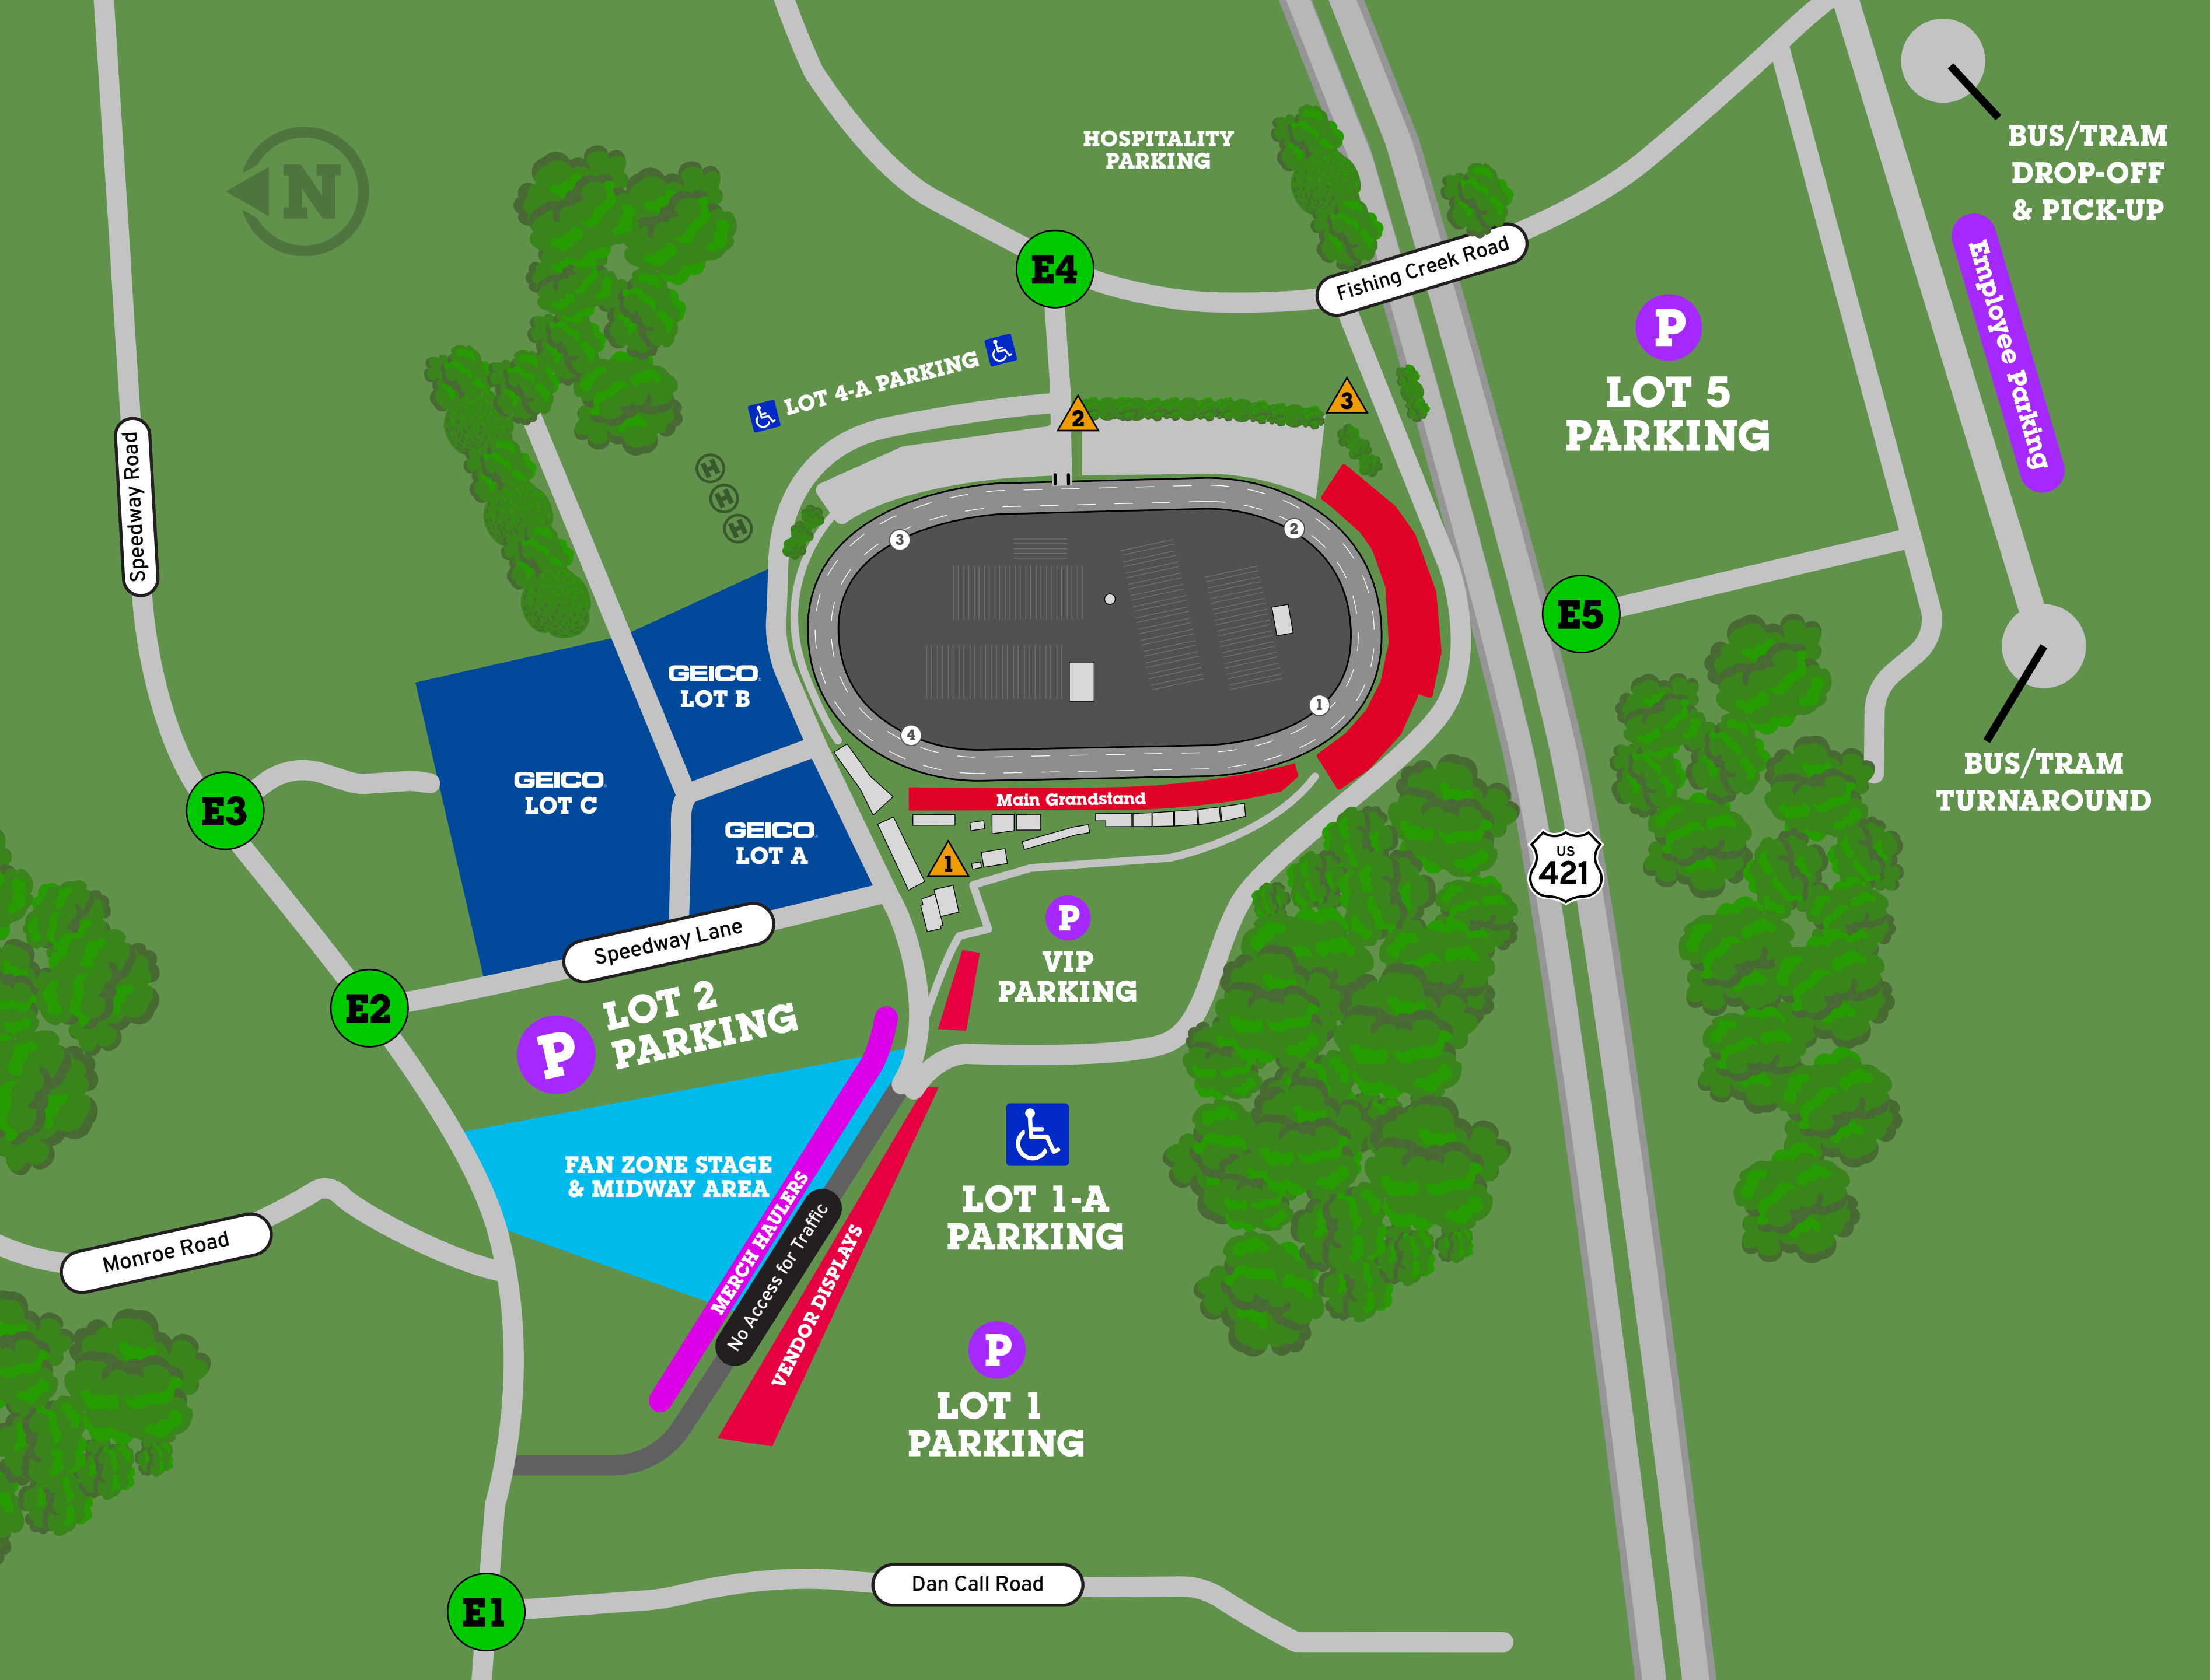 N
HOSPITALITY
PARKING
BUS/TRAM
DROP-OFF
& PICK-UP
E4
Fishing Creek Road
Employee Parking
P
LOT 5
PARKING
LOT 4-A PARKING
2
3
Speedway Road
H
H
H
3
2
E5
GEICO
LOT B
1
4
GEICO
LOT C
E3
Main Grandstand
BUS/TRAM
TURNAROUND
GEICO
LOT A
1
US
421
P
VIP
PARKING
Speedway Lane
E2
P
LOT 2
PARKING
FAN ZONE STAGE
& MIDWAY AREA
MERCH HAULERS
No Access for Traffic
VENDOR DISPLAYS
LOT 1-A
PARKING
Monroe Road
P
LOT 1
PARKING
Dan Call Road
E1